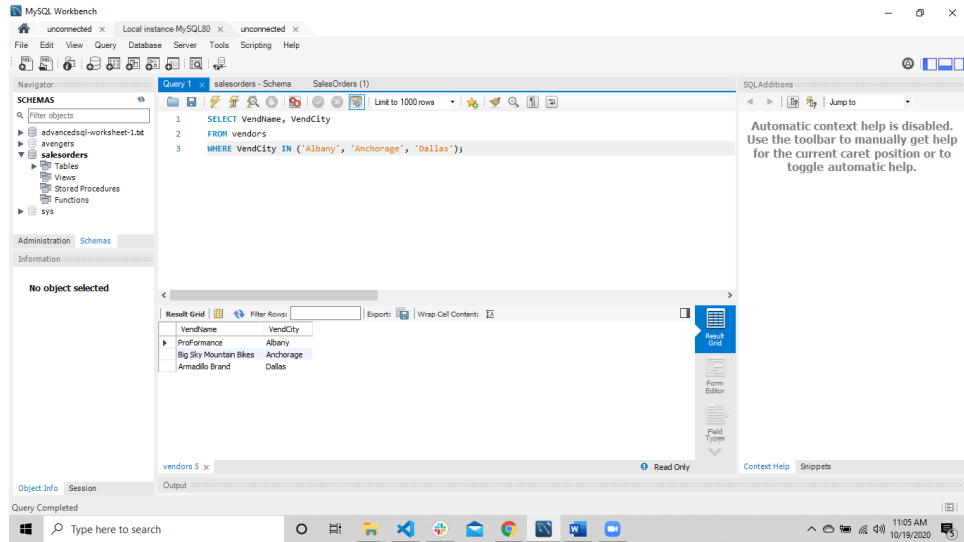 MySQL Workbench
unconnected × Local instance MySQL80 × unconnected ×
File Edit View Query Database Server Tools Scripting Help
Navigator
Query 1 × salesorders - Schema SalesOrders (1)
SQLAdditions
SCHEMAS
Filter objects
advancedsql-worksheet-1.txt
avengers
salesorders
Tables
Views
Stored Procedures
Functions
sys
Administration Schemas
Information
No object selected
Limit to 1000 rows
1 SELECT VendName, VendCity
2 FROM vendors
3 WHERE VendCity IN ('Albany', 'Anchorage', 'Dallas');
Jump to
Automatic context help is disabled.
Use the toolbar to manually get help
for the current caret position or to
toggle automatic help.
Result Grid Filter Rows: Export: Wrap Cell Content:
VendName VendCity
ProFormance Albany
Big Sky Mountain Bikes Anchorage
Armadillo Brand Dallas
Result
Grid
Form
Editor
Field
Types
vendors 5 × Read Only
Context Help Snippets
Object Info Session
Output
Query Completed
Type here to search
11:05 AM
10/19/2020
5